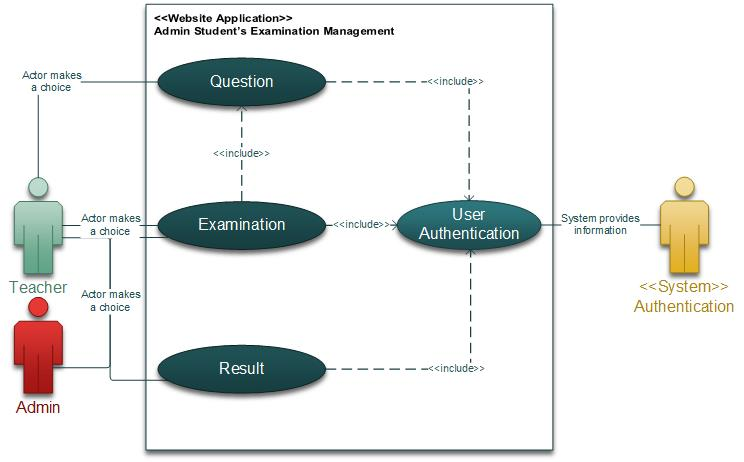 <<Website Application>>
Admin Student's Examination Management
Actor makes
a choice
Question
<<include>>
<<include>>
Actor makes
a choice
Examination
<<include>>
User
Authentication
System provides
information
Teacher
<<System>>
Authentication
Actor makes
a choice
Result
<<include>>
Admin